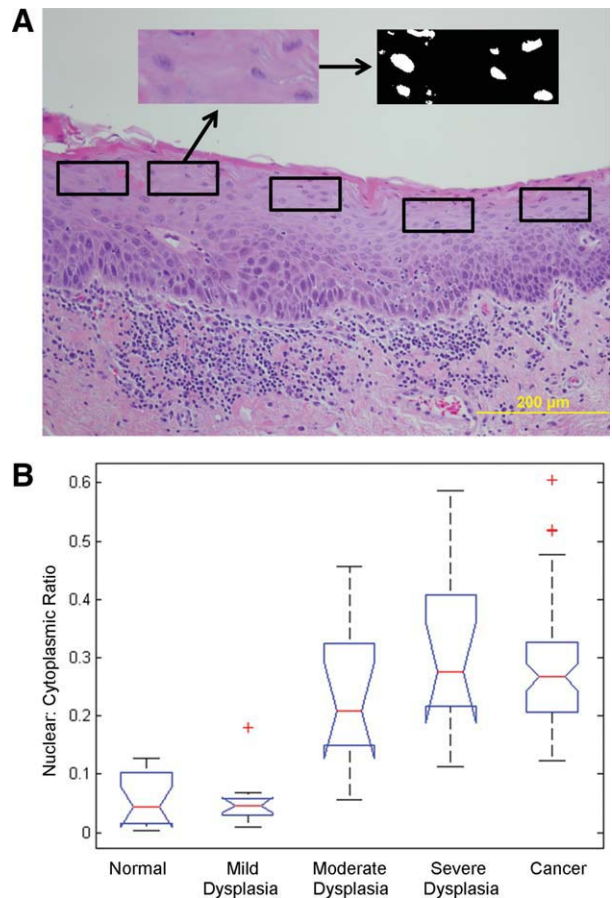 A
200 µm
B
Nuclear: Cytoplasmic Ratio
0.6
0.5
0.4
0.3
0.2
0.1
0
Normal
Mild Dysplasia
Moderate Dysplasia
Severe Dysplasia
Cancer